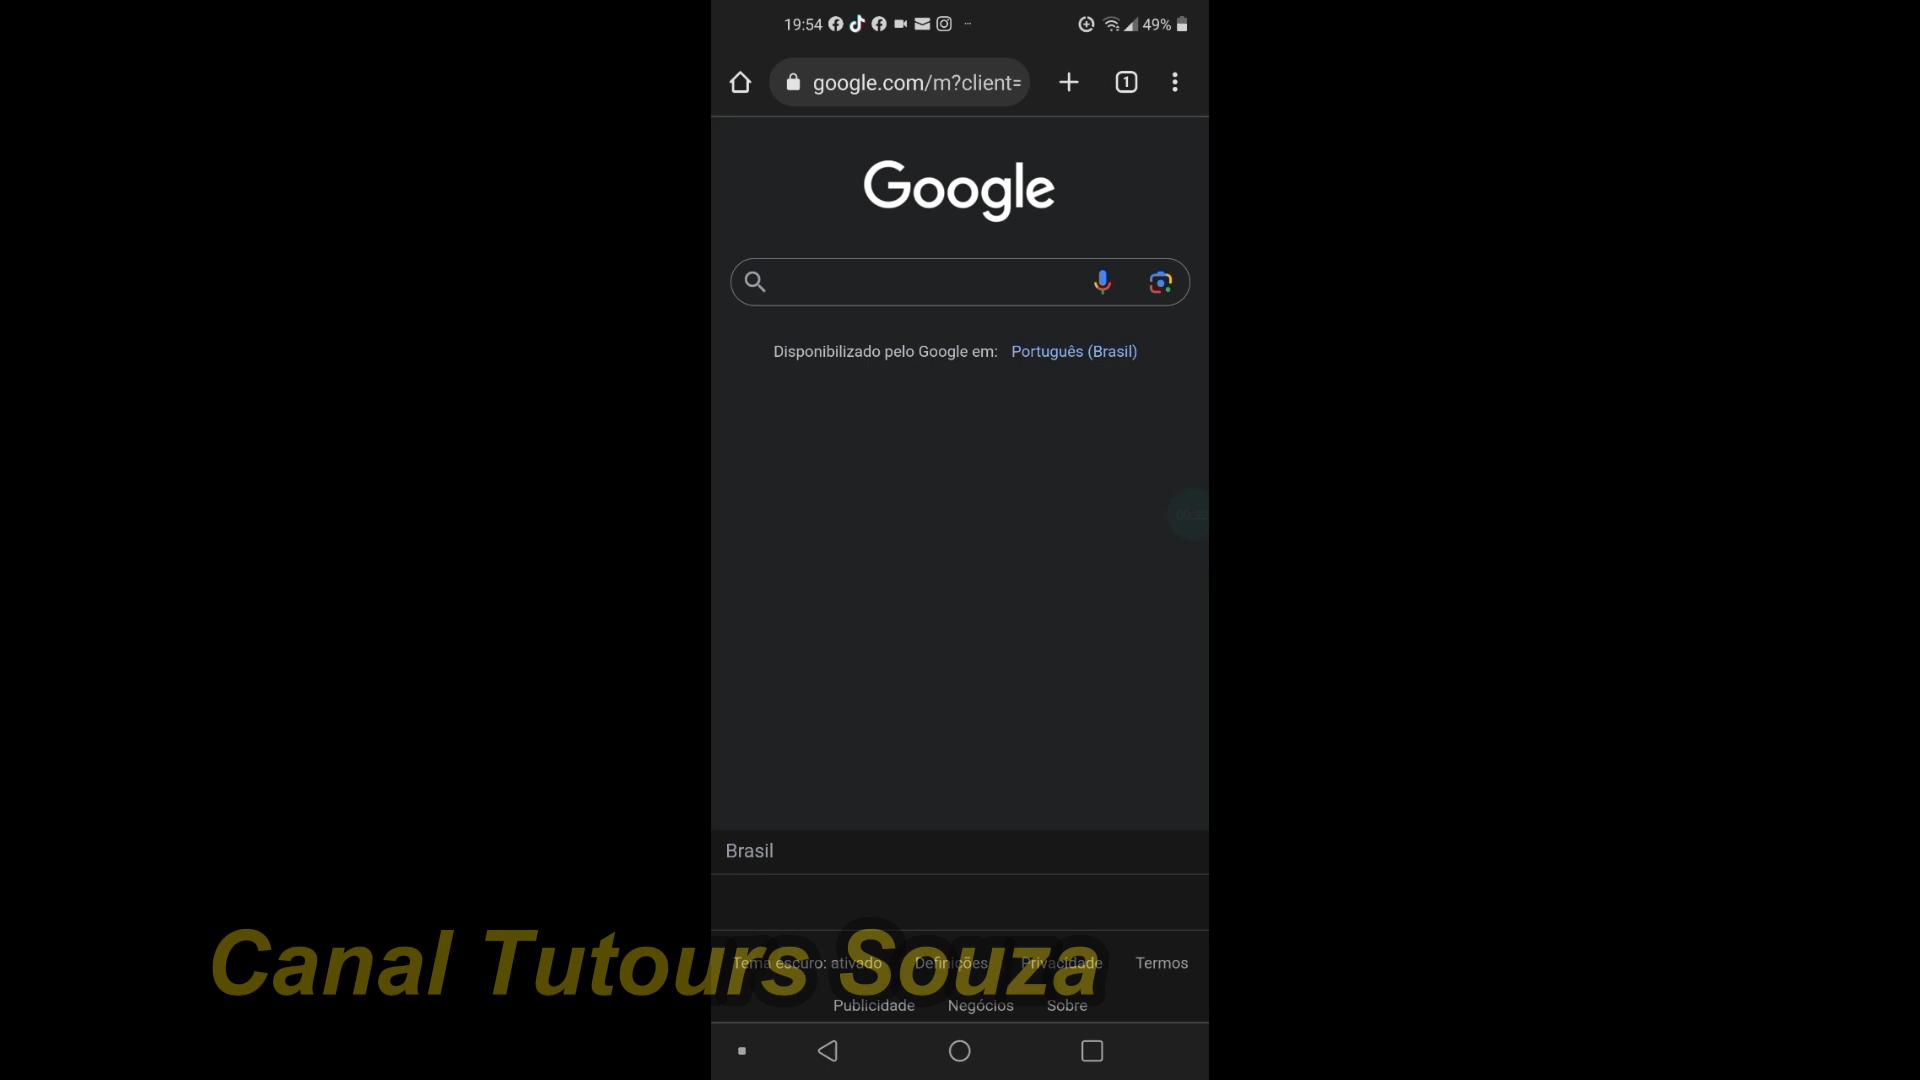 19:54 49%
google.com/m?client=
1
Google
Disponibilizado pelo Google em: Português (Brasil)
Brasil
Tema escuro: ativado Definições Privacidade Termos
Canal Tutours Souza
Publicidade Negócios Sobre